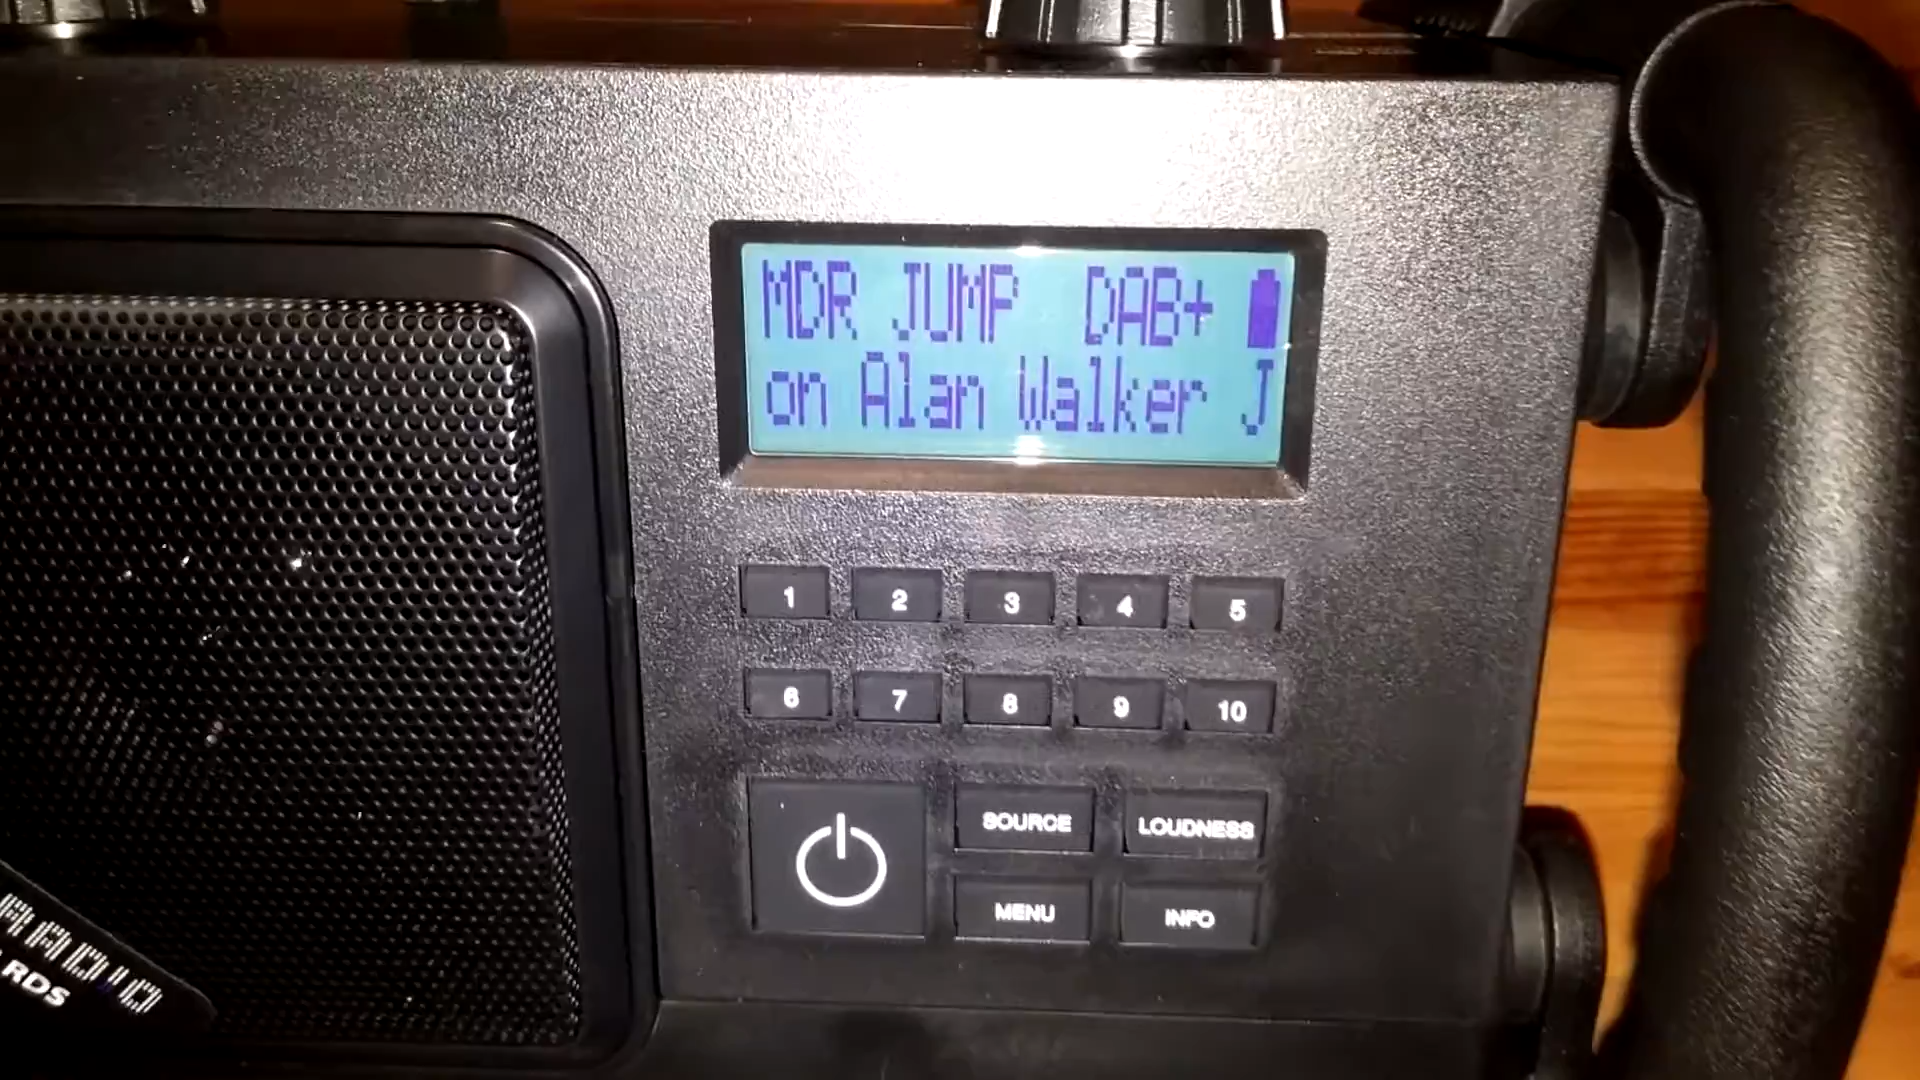 MDR JUMP DAB+
on Alan Walker J
1 2 3 4 5
6 7 8 9 10
SOURCE LOUDNESS
MENU INFO
RADIO
RDS